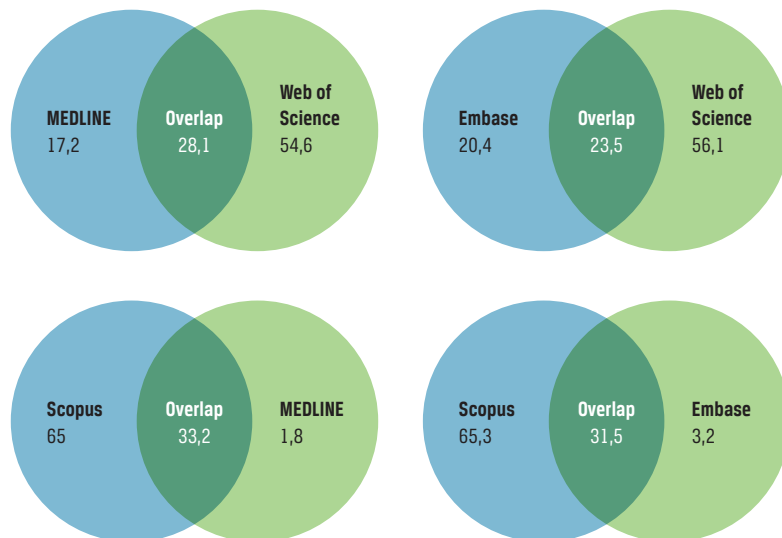 MEDLINE
17,2
Overlap
28,1
Web of
Science
54,6
Embase
20,4
Overlap
23,5
Web of
Science
56,1
Scopus
65
Overlap
33,2
MEDLINE
1,8
Scopus
65,3
Overlap
31,5
Embase
3,2